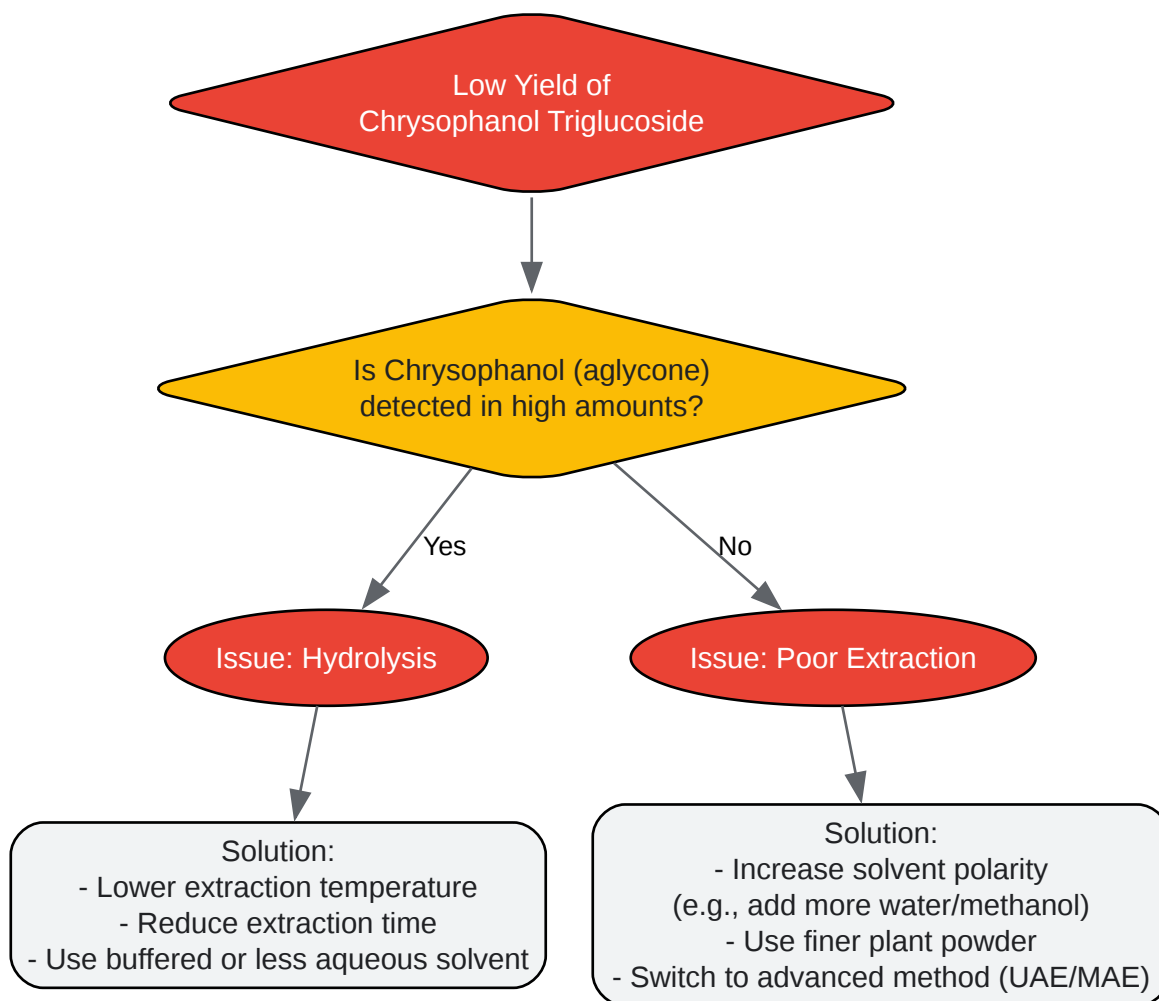 Low Yield of
Chrysophanol Triglucoside
Is Chrysophanol (aglycone)
detected in high amounts?
Yes
No
Issue: Hydrolysis
Issue: Poor Extraction
Solution:
- Lower extraction temperature
- Reduce extraction time
- Use buffered or less aqueous solvent
Solution:
- Increase solvent polarity
(e.g., add more water/methanol)
- Use finer plant powder
- Switch to advanced method (UAE/MAE)